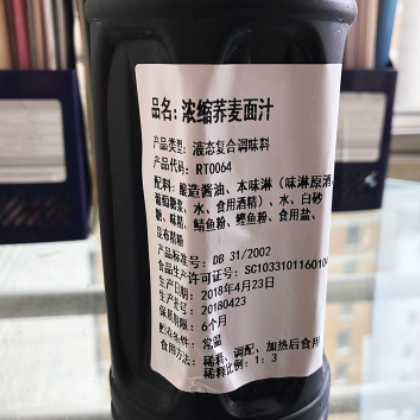 品名：浓缩荞麦面汁
产品类型：液态复合调味料
产品代码：RT0064
配料：酿造酱油、本味淋（味淋原酒
葡萄糖浆、水、食用酒精）、水、白砂
糖、味精、鲭鱼粉、鲣鱼粉、食用盐、
昆布精粉
产品标准号：DB 31/2002
食品生产许可证号：SC1033101160104
生产日期：2018年4月23日
生产批号：20180423
保质期限：6个月
贮存条件：常温
食用方法：稀释、调配、加热后食用
稀释比例：1：3